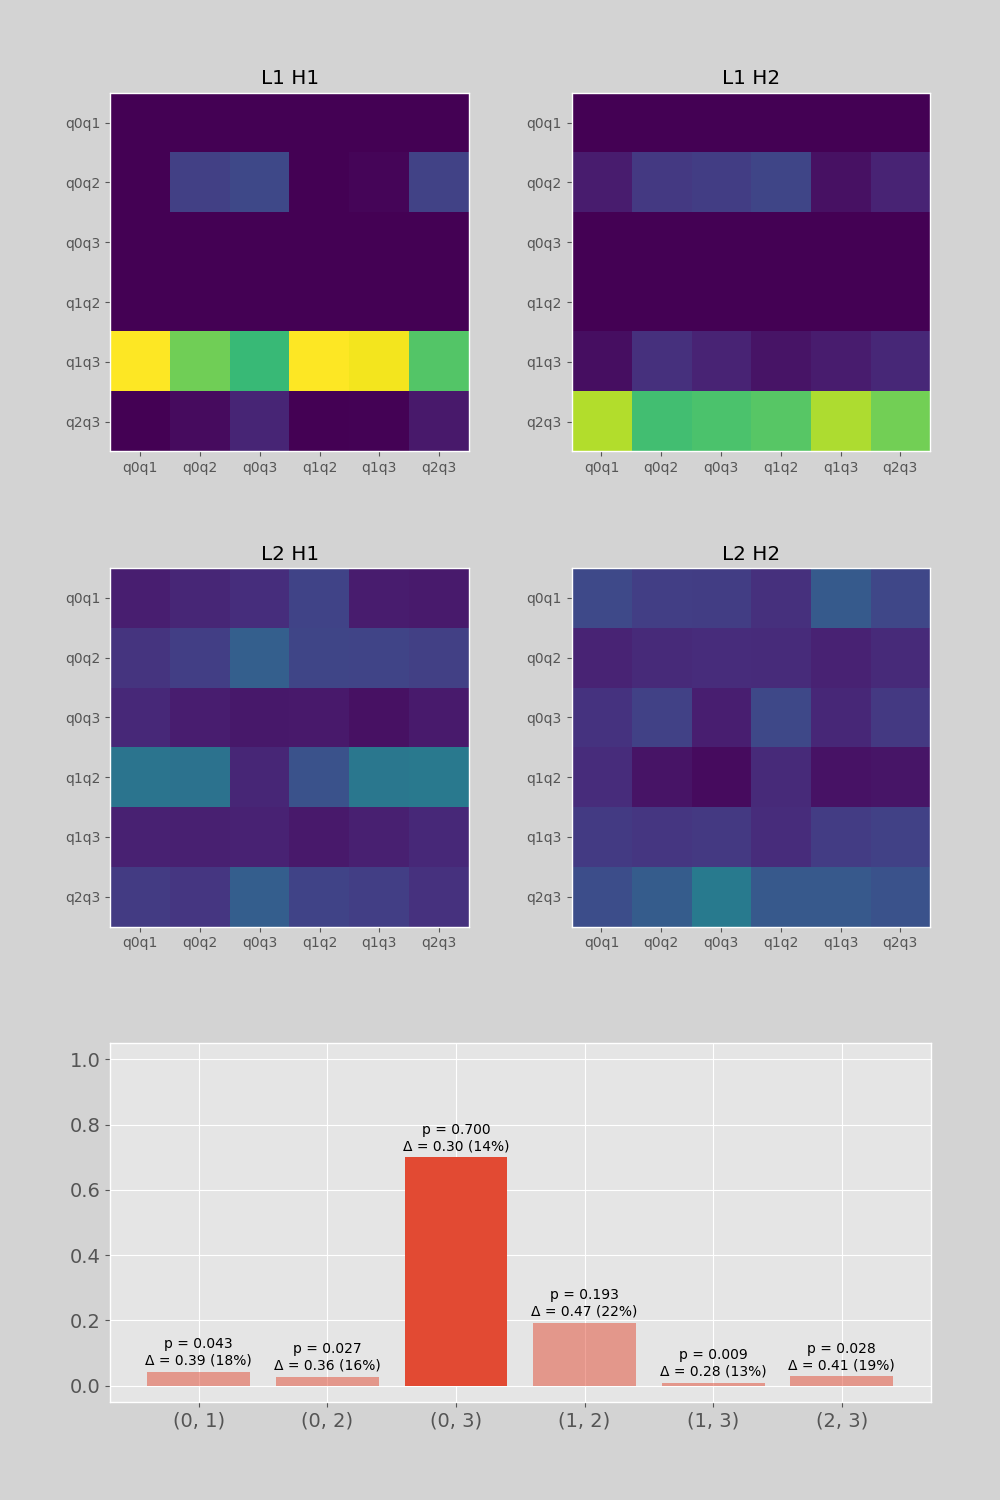 L1 H1
L1 H2
q0q1
q0q2
q0q3
q1q2
q1q3
q2q3
q0q1 q0q2 q0q3 q1q2 q1q3 q2q3
q0q1
q0q2
q0q3
q1q2
q1q3
q2q3
q0q1 q0q2 q0q3 q1q2 q1q3 q2q3
L2 H1
L2 H2
q0q1
q0q2
q0q3
q1q2
q1q3
q2q3
q0q1 q0q2 q0q3 q1q2 q1q3 q2q3
q0q1
q0q2
q0q3
q1q2
q1q3
q2q3
q0q1 q0q2 q0q3 q1q2 q1q3 q2q3
1.0
0.8
0.6
0.4
0.2
0.0
p = 0.043
Δ = 0.39 (18%)
p = 0.027
Δ = 0.36 (16%)
p = 0.700
Δ = 0.30 (14%)
p = 0.193
Δ = 0.47 (22%)
p = 0.009
Δ = 0.28 (13%)
p = 0.028
Δ = 0.41 (19%)
(0, 1) (0, 2) (0, 3) (1, 2) (1, 3) (2, 3)